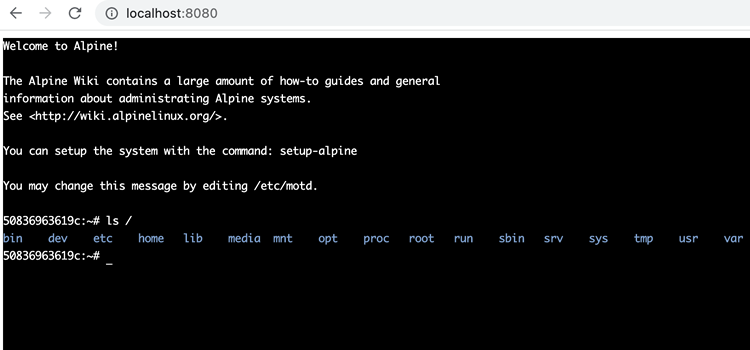 localhost:8080
Welcome to Alpine!
The Alpine Wiki contains a large amount of how-to guides and general
information about administrating Alpine systems.
See <http://wiki.alpinelinux.org/>.
You can setup the system with the command: setup-alpine
You may change this message by editing /etc/motd.
50836963619c:~# ls /
bin dev etc home lib media mnt opt proc root run sbin srv sys tmp usr var
50836963619c:~# _